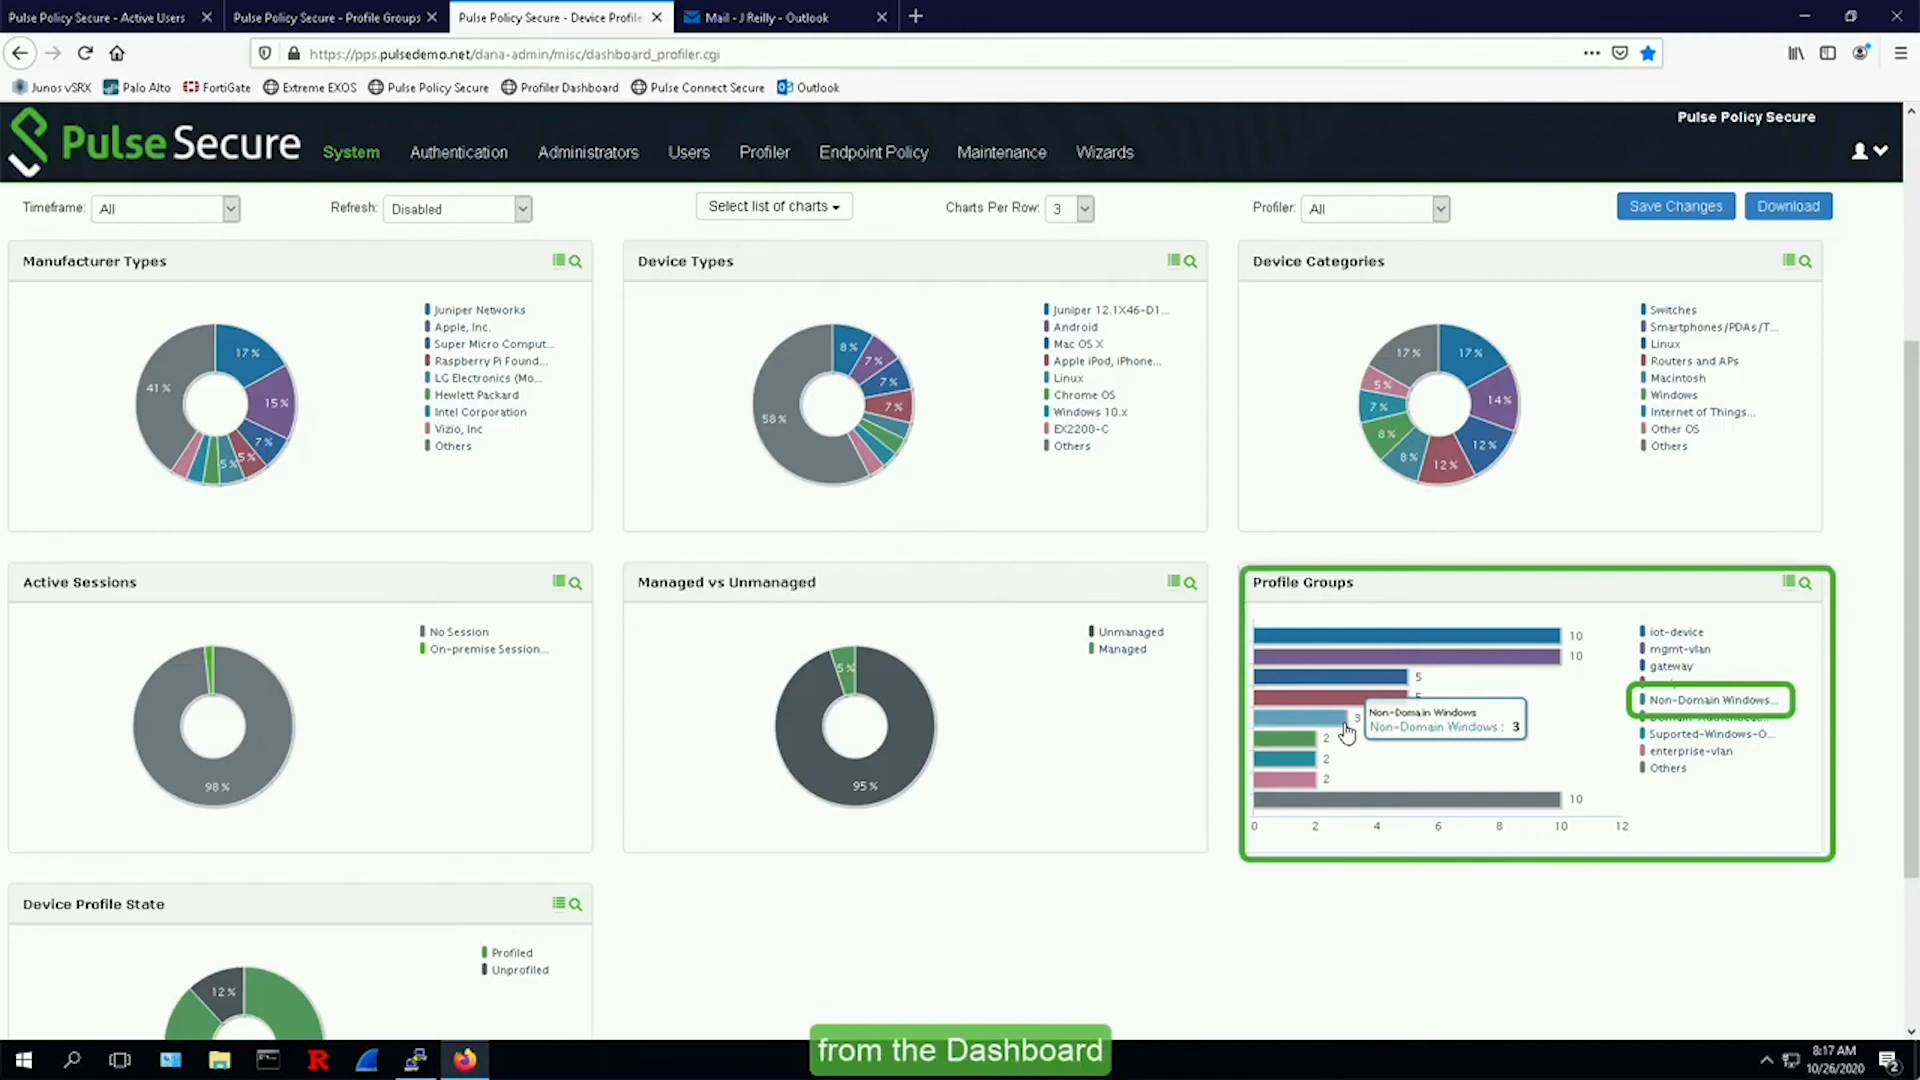 Pulse Policy Secure - Active Users
Pulse Policy Secure - Profile Groups
Pulse Policy Secure - Device Profile
Mail - J Reilly - Outlook
https://pps.pulsedemo.net/dana-admin/misc/dashboard_profiler.cgi
Junos vSRX
Palo Alto
FortiGate
Extreme EXOS
Pulse Policy Secure
Profiler Dashboard
Pulse Connect Secure
Outlook
Pulse Policy Secure
Pulse Secure
System
Authentication
Administrators
Users
Profiler
Endpoint Policy
Maintenance
Wizards
Timeframe: All
Refresh: Disabled
Select list of charts
Charts Per Row: 3
Profiler: All
Save Changes
Download
Manufacturer Types
17 %
15 %
7 %
5 %
5 %
41 %
Juniper Networks
Apple, Inc.
Super Micro Comput...
Raspberry Pi Found...
LG Electronics (Mo...
Hewlett Packard
Intel Corporation
Vizio, Inc
Others
Device Types
8 %
7 %
7 %
7 %
58 %
Juniper 12.1X46-D1...
Android
Mac OS X
Apple iPod, iPhone...
Linux
Chrome OS
Windows 10.x
EX2200-C
Others
Device Categories
17 %
14 %
12 %
12 %
8 %
8 %
7 %
5 %
17 %
Switches
Smartphones/PDAs/T...
Linux
Routers and APs
Macintosh
Windows
Internet of Things...
Other OS
Others
Active Sessions
98 %
No Session
On-premise Session...
Managed vs Unmanaged
5 %
95 %
Unmanaged
Managed
Profile Groups
10
10
5
5
3
2
2
2
10
0 2 4 6 8 10 12
Non-Domain Windows
Non-Domain Windows : 3
iot-device
mgmt-vlan
gateway
Non-Domain Windows...
Suported-Windows-O...
enterprise-vlan
Others
Device Profile State
12 %
Profiled
Unprofiled
from the Dashboard
8:17 AM
10/26/2020
2